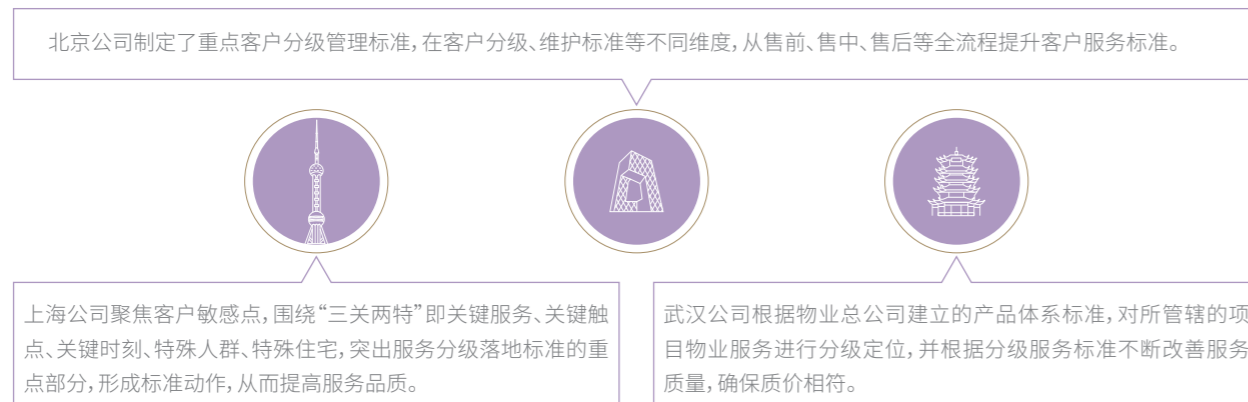 北京公司制定了重点客户分级管理标准,在客户分级、维护标准等不同维度,从售前、售中、售后等全流程提升客户服务标准。
上海公司聚焦客户敏感点,围绕“三关两特”即关键服务、关键触
点、关键时刻、特殊人群、特殊住宅,突出服务分级落地标准的重
点部分,形成标准动作,从而提高服务品质。
武汉公司根据物业总公司建立的产品体系标准,对所管辖的项
目物业服务进行分级定位,并根据分级服务标准不断改善服务
质量,确保质价相符。